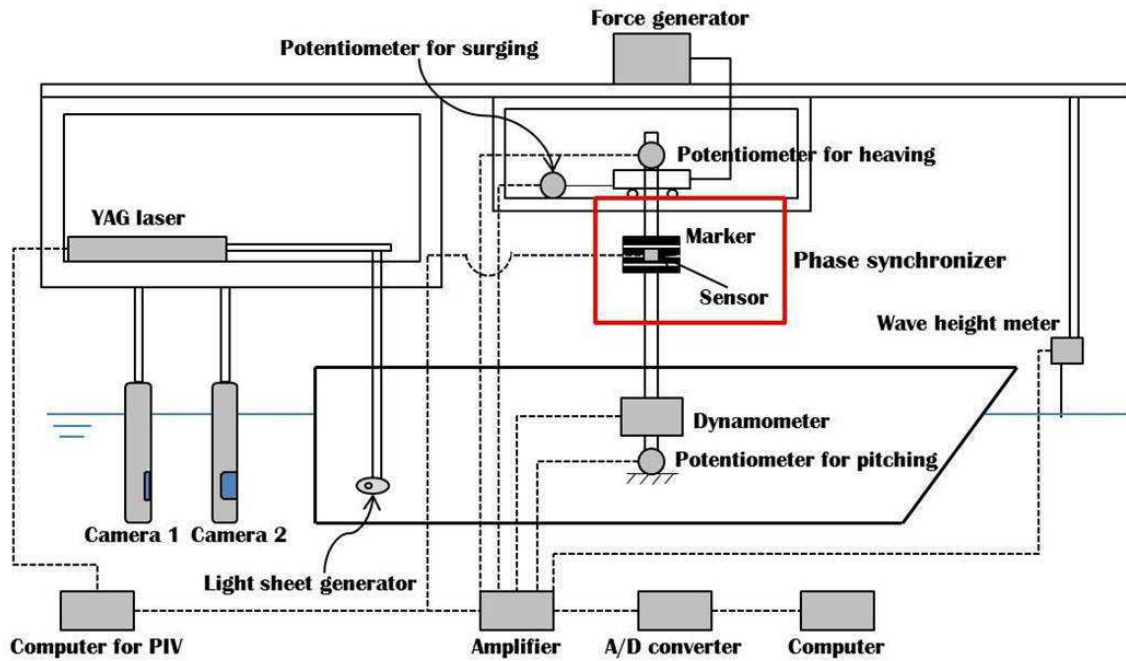 Force generator
Potentiometer for surging
Potentiometer for heaving
YAG laser
Marker
Phase synchronizer
Sensor
Wave height meter
Dynamometer
Potentiometer for pitching
Camera 1
Camera 2
Light sheet generator
Computer for PIV
Amplifier
A/D converter
Computer